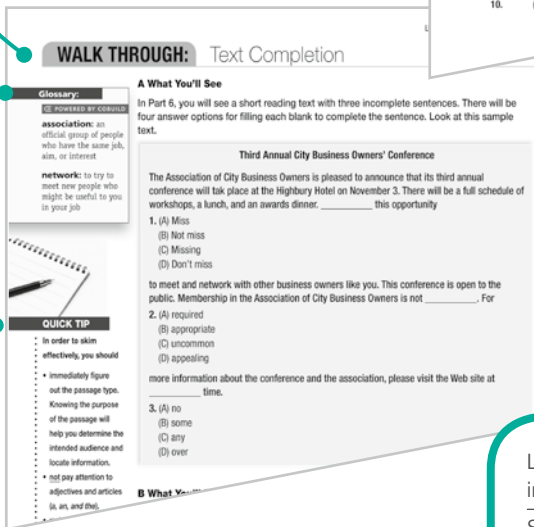 10.
WALK THROUGH: Text Completion
Glossary:
POWERED BY COBUILD
association: an
official group of people
who have the same job,
aim, or interest
network: to try to
meet new people who
might be useful to you
in your job
QUICK TIP
In order to skim
effectively, you should
• immediately figure
out the passage type.
Knowing the purpose
of the passage will
help you determine the
intended audience and
locate information.
• not pay attention to
adjectives and articles
(a, an, and the).
A What You'll See
In Part 6, you will see a short reading text with three incomplete sentences. There will be
four answer options for filling each blank to complete the sentence. Look at this sample
text.
Third Annual City Business Owners' Conference
The Association of City Business Owners is pleased to announce that its third annual
conference will tak place at the Highbury Hotel on November 3. There will be a full schedule of
workshops, a lunch, and an awards dinner. __________ this opportunity
1. (A) Miss
(B) Not miss
(C) Missing
(D) Don't miss
to meet and network with other business owners like you. This conference is open to the
public. Membership in the Association of City Business Owners is not __________. For
2. (A) required
(B) appropriate
(C) uncommon
(D) appealing
more information about the conference and the association, please visit the Web site at
__________ time.
3. (A) no
(B) some
(C) any
(D) over
B What